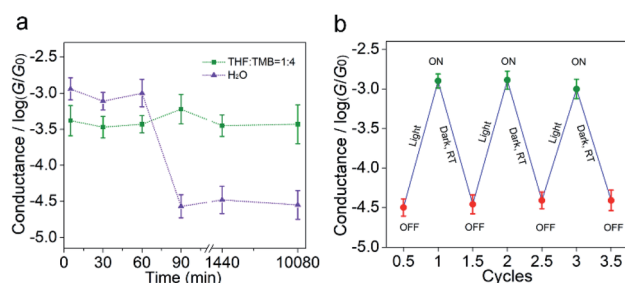 a
Conductance / log(G/G0)
-2.5
-3.0
-3.5
-4.0
-4.5
-5.0
THF:TMB=1:4
H2O
0 30 60 90 1440 10080
Time (min)
b
Conductance / log(G/G0)
-2.5
-3.0
-3.5
-4.0
-4.5
-5.0
ON ON ON
Light Dark, RT Light Dark, RT Light Dark, RT
OFF OFF OFF OFF
0.5 1 1.5 2 2.5 3 3.5
Cycles